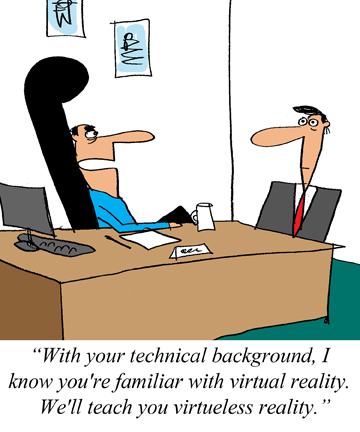 “With your technical background, I
know you're familiar with virtual reality.
We'll teach you virtueless reality.”